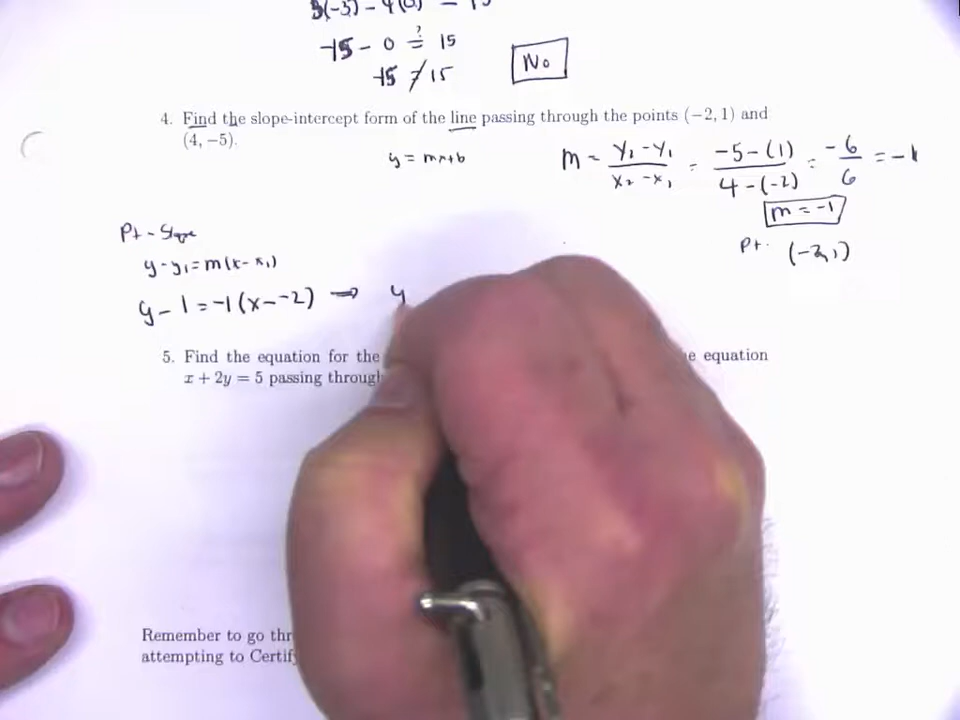 -15 - 0 ≟ 15
-15 ≠ 15 No
4. Find the slope-intercept form of the line passing through the points (−2, 1) and
(4, −5).
y = mx+b
m = y₂-y₁/x₂-x₁ = -5-(1)/4-(-2) = -6/6 = -1
m = -1
Pt. (-2,1)
Pt-Slope
y-y₁=m(x-x₁)
y-1=-1(x--2) → y
5. Find the equation for the
equation
x + 2y = 5 passing through
Remember to go
attempting to